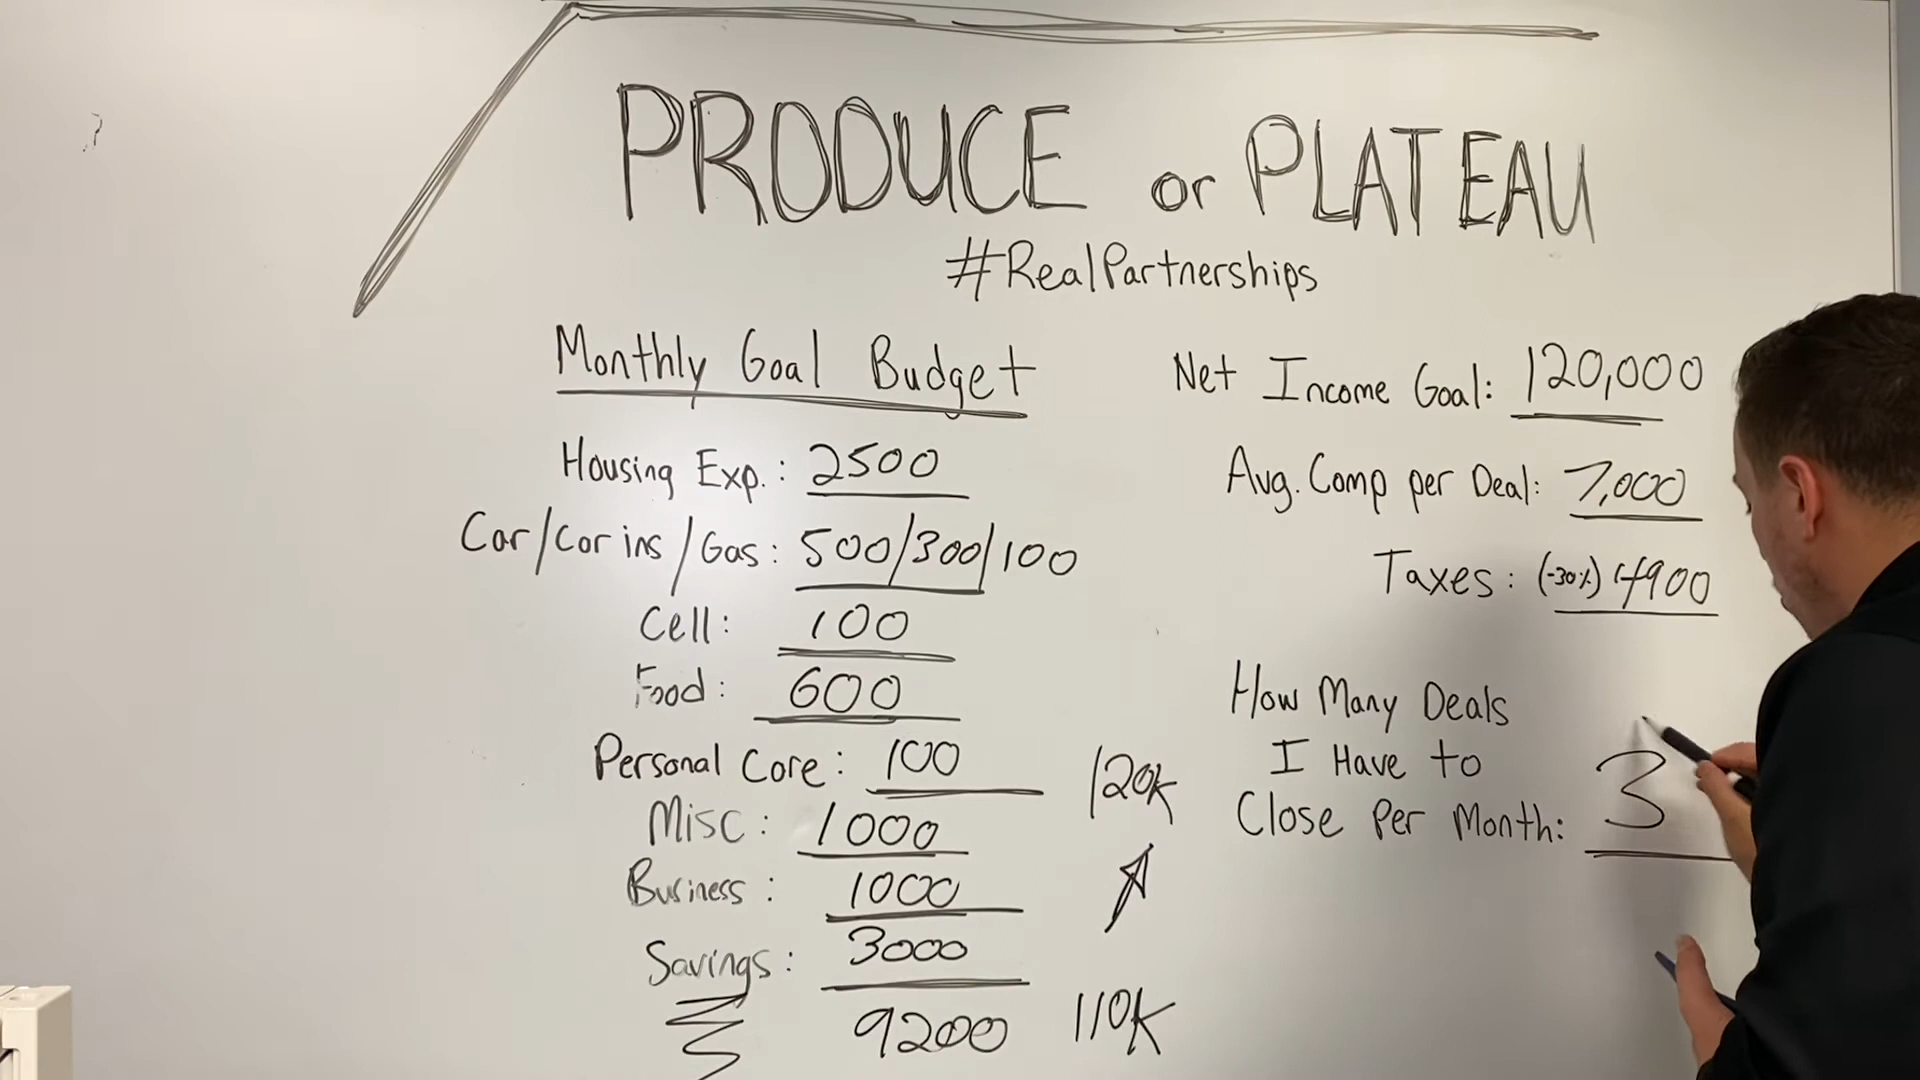 PRODUCE or PLATEAU
#RealPartnerships
Monthly Goal Budget
Housing Exp.: 2500
Car/Car ins/Gas: 500/300/100
Cell: 100
Food: 600
Personal Care: 100
Misc: 1000
Business: 1000
Savings: 3000
9200
120K
110K
Net Income Goal: 120,000
Avg. Comp per Deal: 7,000
Taxes: (-30%) 4900
How Many Deals
I Have to
Close Per Month: 3